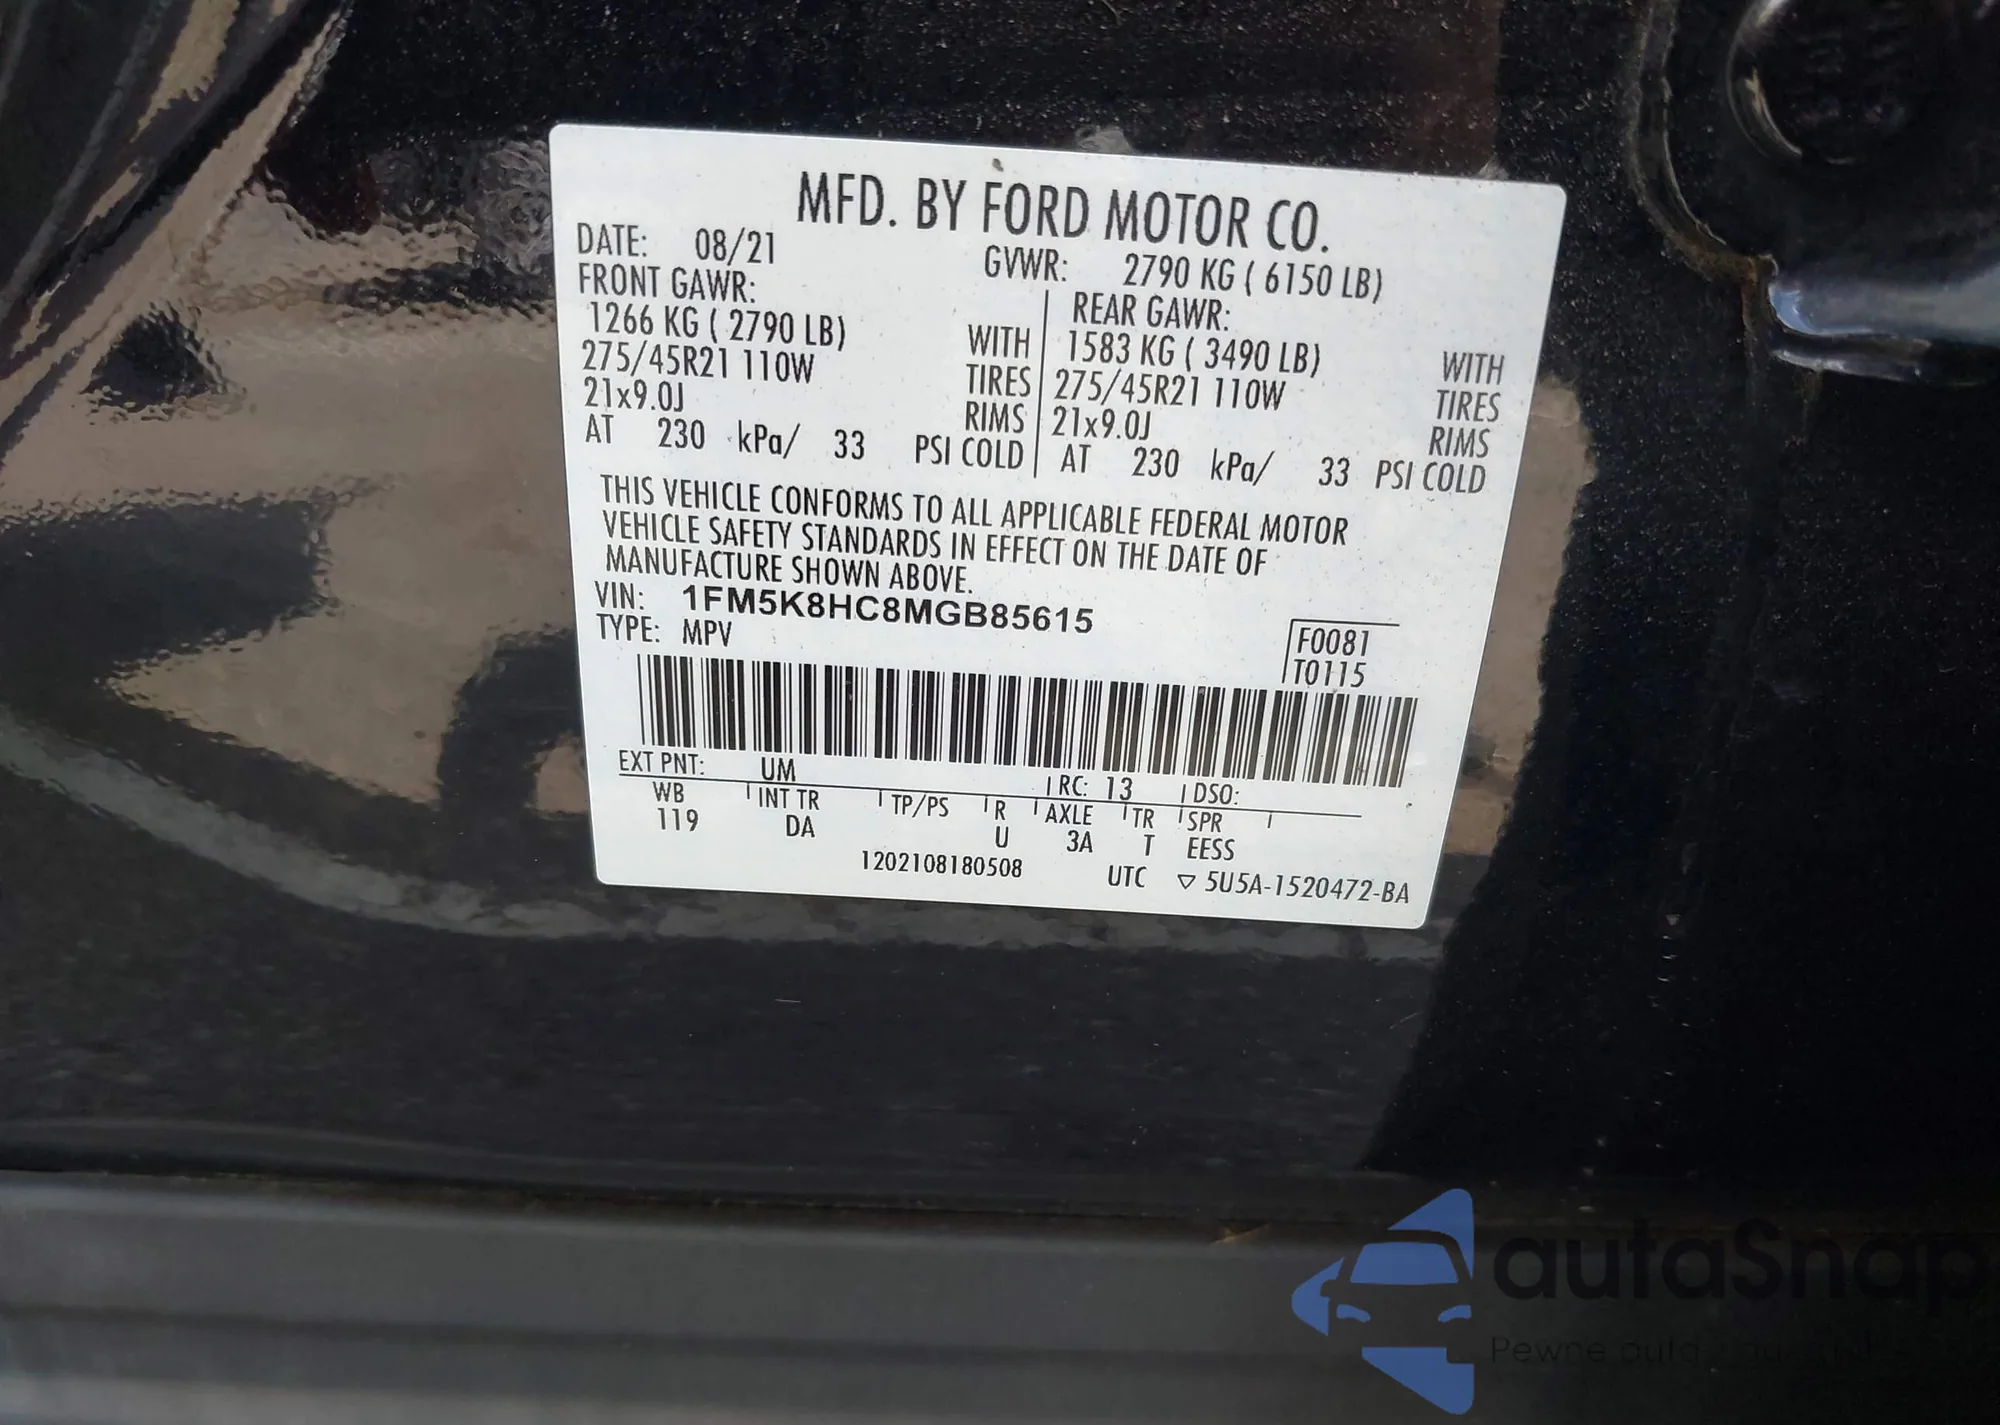 MFD. BY FORD MOTOR CO.
DATE: 08/21 GVWR: 2790 KG ( 6150 LB)
FRONT GAWR: REAR GAWR:
1266 KG ( 2790 LB) WITH 1583 KG ( 3490 LB) WITH
275/45R21 110W TIRES 275/45R21 110W TIRES
21x9.0J RIMS 21x9.0J RIMS
AT 230 kPa/ 33 PSI COLD AT 230 kPa/ 33 PSI COLD
THIS VEHICLE CONFORMS TO ALL APPLICABLE FEDERAL MOTOR
VEHICLE SAFETY STANDARDS IN EFFECT ON THE DATE OF
MANUFACTURE SHOWN ABOVE.
VIN: 1FM5K8HC8MGB85615
TYPE: MPV F0081
T0115
EXT PNT: UM RC: 13 DSO:
WB INT TR TP/PS R AXLE TR SPR
119 DA U 3A T EESS
1202108180508 UTC ▽ 5U5A-1520472-BA
autaSnap
Pewne auta